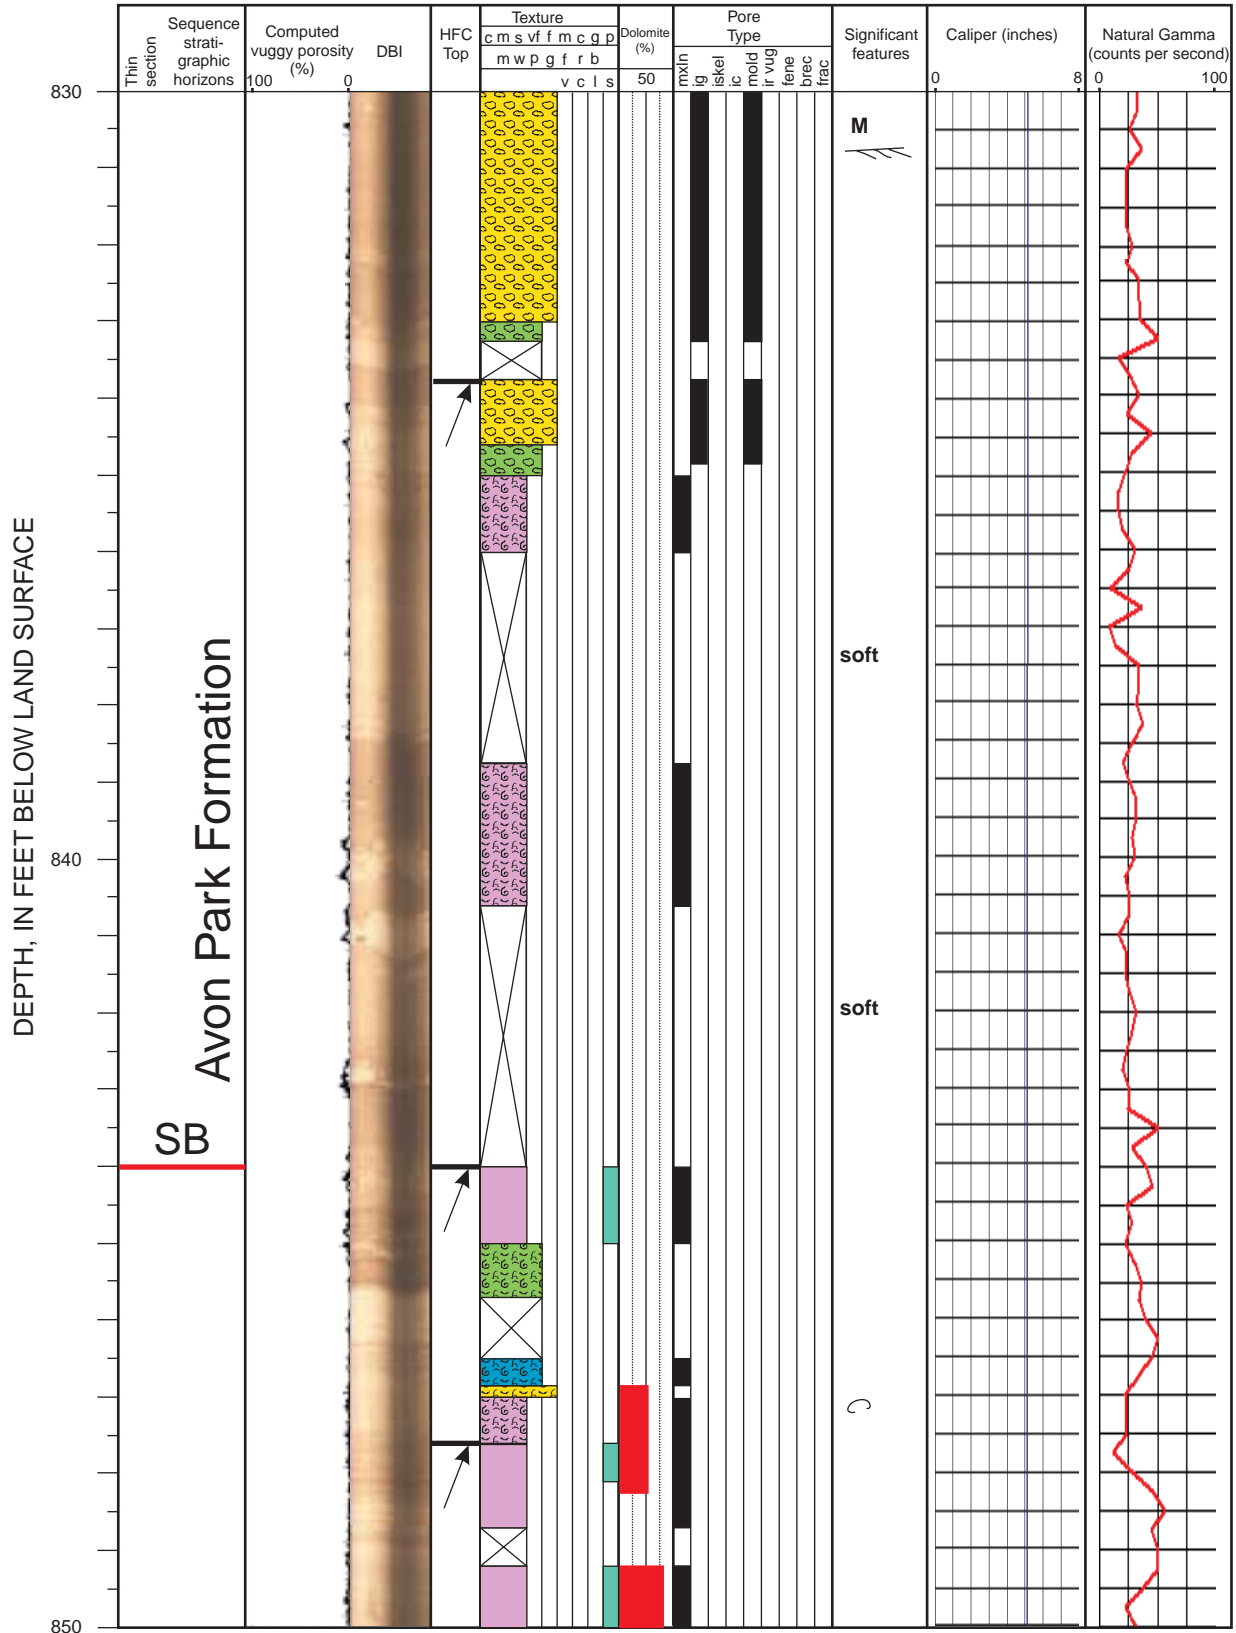 Thin section
Sequence strati-graphic horizons
Computed vuggy porosity (%)
100 0
DBI
HFC Top
Texture
c m s vf f m c g p
m w p g f r b
v c l s
Dolomite (%)
50
Pore Type
mxln
ig
iskel
ic
mold
ir vug
fene
brec
frac
Significant features
Caliper (inches)
0 8
Natural Gamma (counts per second)
0 100
830
M
soft
DEPTH, IN FEET BELOW LAND SURFACE
Avon Park Formation
840
soft
SB
850